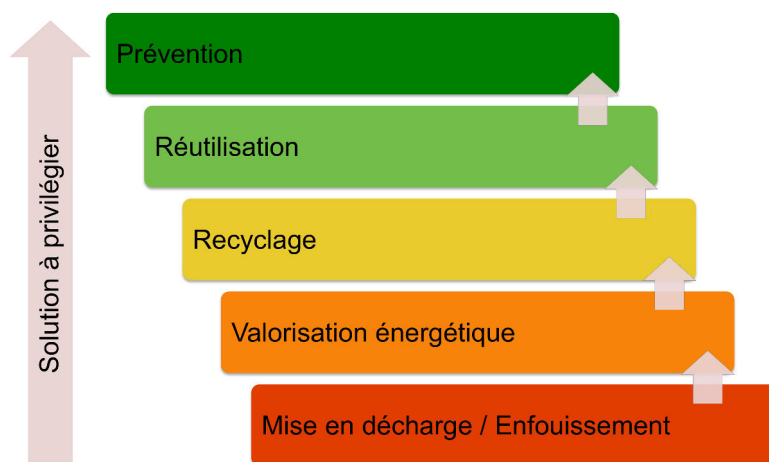 Solution à privilégier
Prévention
Réutilisation
Recyclage
Valorisation énergétique
Mise en décharge / Enfouissement